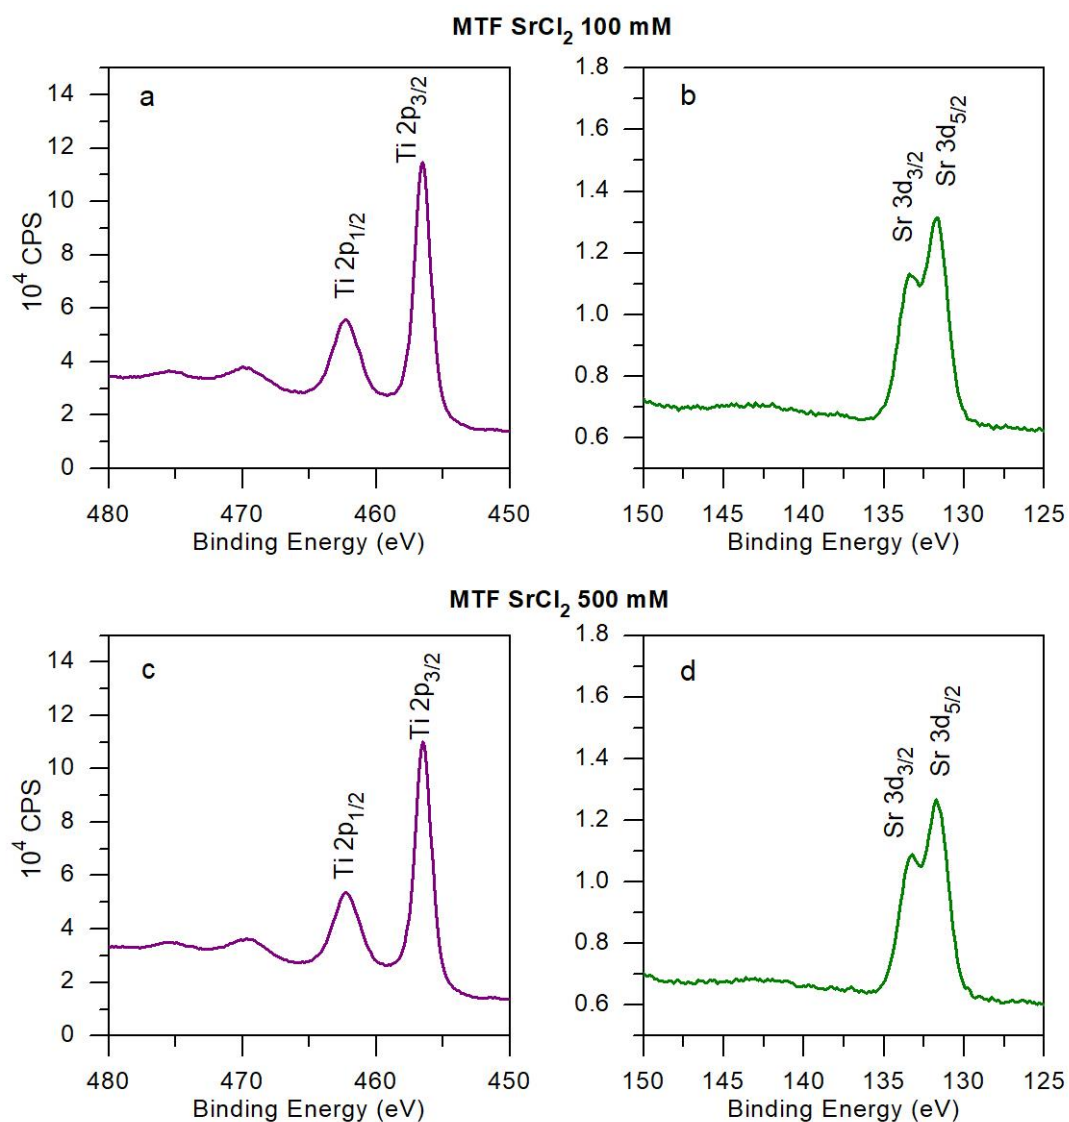 MTF SrCl₂ 100 mM
a
Ti 2p₁/₂
Ti 2p₃/₂
10⁴ CPS
14
12
10
8
6
4
2
0
480
470
460
450
Binding Energy (eV)
b
Sr 3d₃/₂
Sr 3d₅/₂
1.8
1.6
1.4
1.2
1.0
0.8
0.6
150
145
140
135
130
125
Binding Energy (eV)
MTF SrCl₂ 500 mM
c
Ti 2p₁/₂
Ti 2p₃/₂
10⁴ CPS
14
12
10
8
6
4
2
0
480
470
460
450
Binding Energy (eV)
d
Sr 3d₃/₂
Sr 3d₅/₂
1.8
1.6
1.4
1.2
1.0
0.8
0.6
150
145
140
135
130
125
Binding Energy (eV)